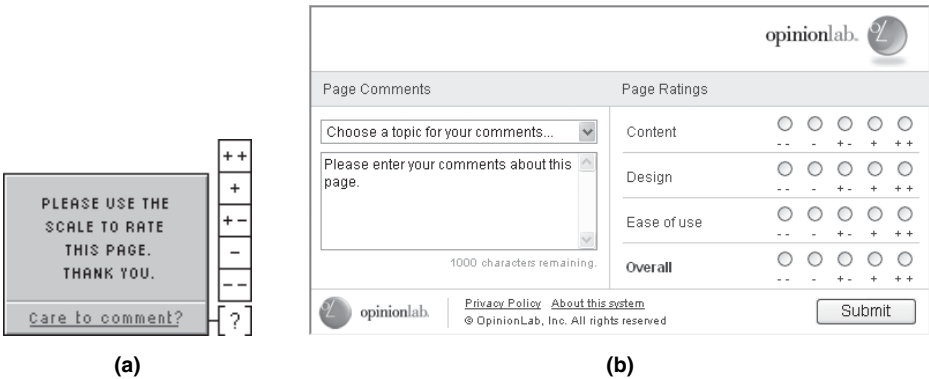 + +
+
+ -
-
- -
[?]
PLEASE USE THE
SCALE TO RATE
THIS PAGE.
THANK YOU.
Care to comment?
(a)
opinionlab.
Page Comments
Page Ratings
Choose a topic for your comments...
Please enter your comments about this
page.
1000 characters remaining.
Content
- - - + - + + +
Design
- - - + - + + +
Ease of use
- - - + - + + +
Overall
- - - + - + + +
opinionlab.
Privacy Policy About this system
© OpinionLab, Inc. All rights reserved
Submit
(b)